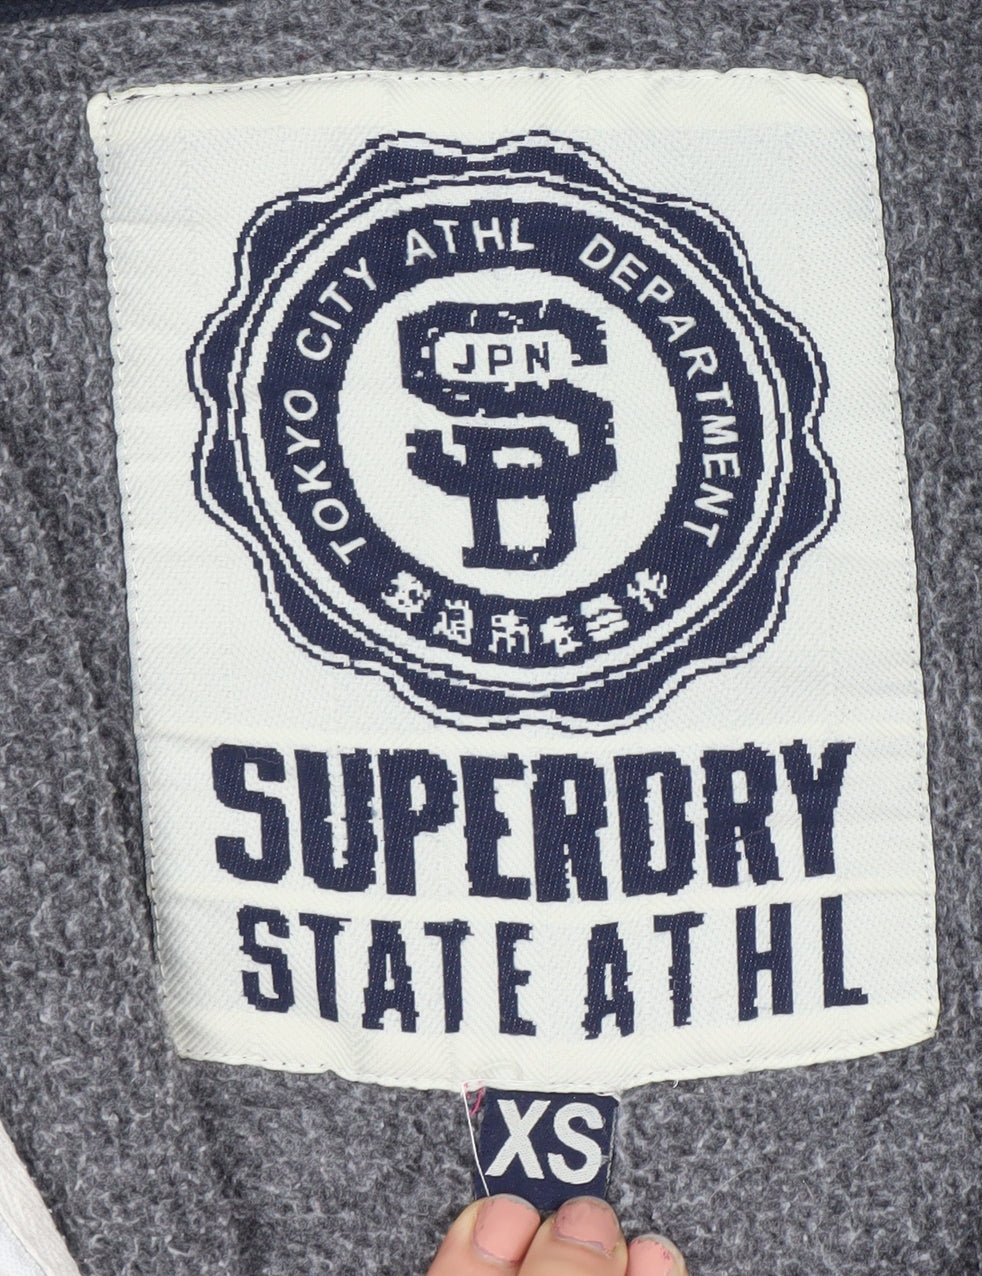 TOKYO CITY ATHL DEPARTMENT
JPN
SD
SUPERDRY
STATE ATHL
XS